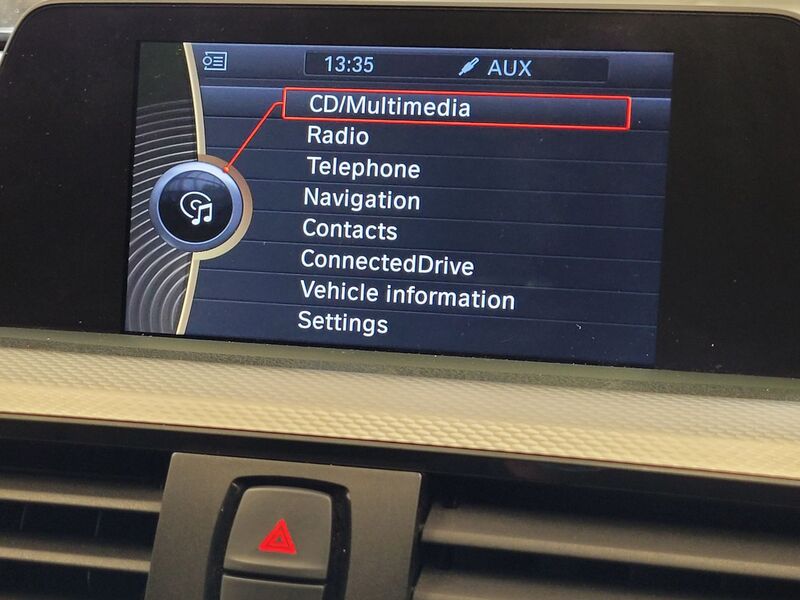 13:35 AUX
CD/Multimedia
Radio
Telephone
Navigation
Contacts
ConnectedDrive
Vehicle information
Settings